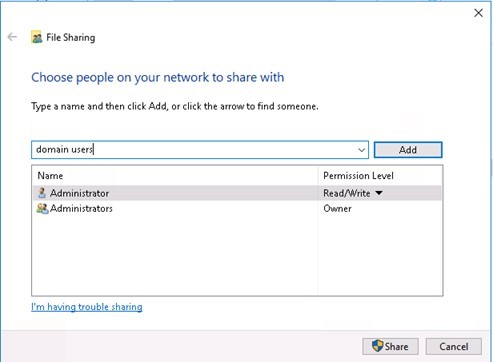 File Sharing
Choose people on your network to share with
Type a name and then click Add, or click the arrow to find someone.
domain users
Add
Name Permission Level
Administrator Read/Write
Administrators Owner
I'm having trouble sharing
Share Cancel